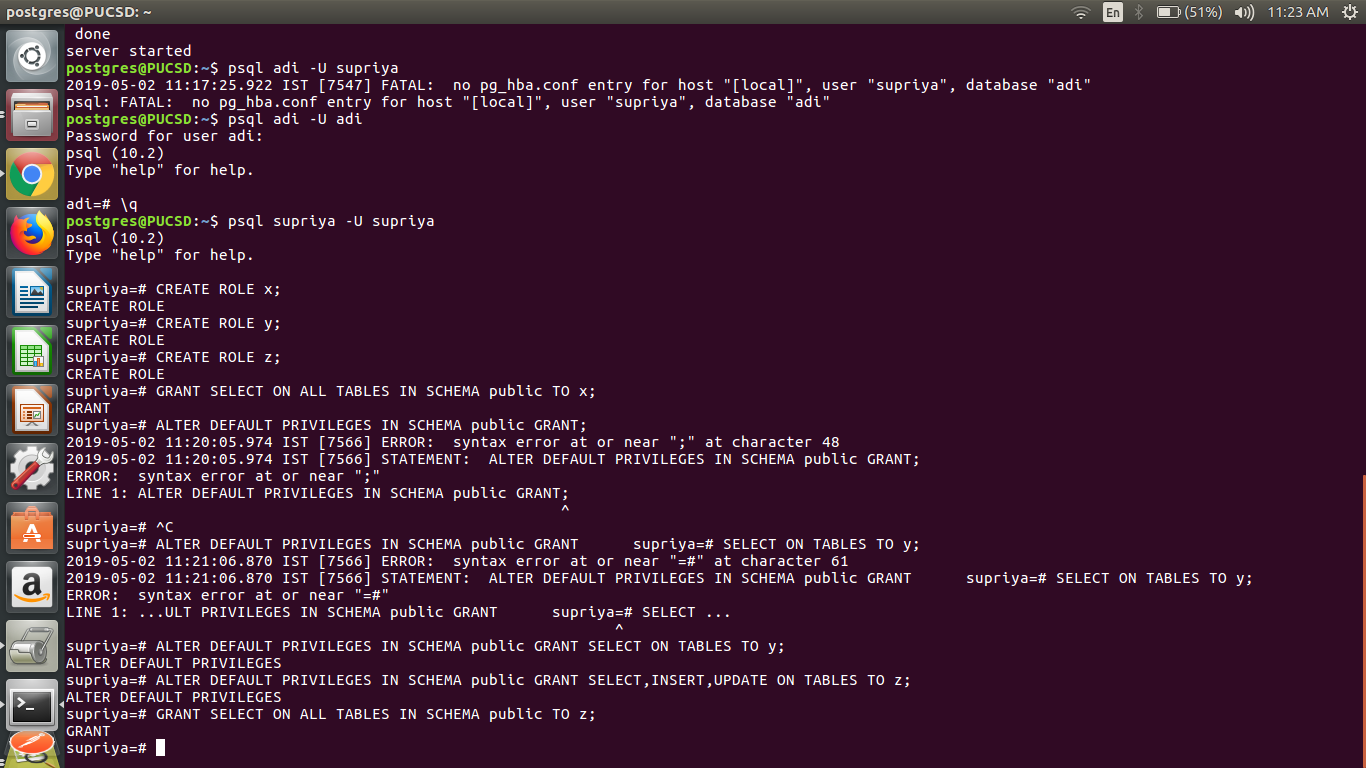 postgres@PUCSD: ~
En
(51%)
11:23 AM
 done
server started
postgres@PUCSD:~$ psql adi -U supriya
2019-05-02 11:17:25.922 IST [7547] FATAL:  no pg_hba.conf entry for host "[local]", user "supriya", database "adi"
psql: FATAL:  no pg_hba.conf entry for host "[local]", user "supriya", database "adi"
postgres@PUCSD:~$ psql adi -U adi
Password for user adi:
psql (10.2)
Type "help" for help.

adi=# \q
postgres@PUCSD:~$ psql supriya -U supriya
psql (10.2)
Type "help" for help.

supriya=# CREATE ROLE x;
CREATE ROLE
supriya=# CREATE ROLE y;
CREATE ROLE
supriya=# CREATE ROLE z;
CREATE ROLE
supriya=# GRANT SELECT ON ALL TABLES IN SCHEMA public TO x;
GRANT
supriya=# ALTER DEFAULT PRIVILEGES IN SCHEMA public GRANT;
2019-05-02 11:20:05.974 IST [7566] ERROR:  syntax error at or near ";" at character 48
2019-05-02 11:20:05.974 IST [7566] STATEMENT:  ALTER DEFAULT PRIVILEGES IN SCHEMA public GRANT;
ERROR:  syntax error at or near ";"
LINE 1: ALTER DEFAULT PRIVILEGES IN SCHEMA public GRANT;
                                                       ^
supriya=# ^C
supriya=# ALTER DEFAULT PRIVILEGES IN SCHEMA public GRANT      supriya=# SELECT ON TABLES TO y;
2019-05-02 11:21:06.870 IST [7566] ERROR:  syntax error at or near "=#" at character 61
2019-05-02 11:21:06.870 IST [7566] STATEMENT:  ALTER DEFAULT PRIVILEGES IN SCHEMA public GRANT      supriya=# SELECT ON TABLES TO y;
ERROR:  syntax error at or near "=#"
LINE 1: ...ULT PRIVILEGES IN SCHEMA public GRANT      supriya=# SELECT ...
                                                             ^
supriya=# ALTER DEFAULT PRIVILEGES IN SCHEMA public GRANT SELECT ON TABLES TO y;
ALTER DEFAULT PRIVILEGES
supriya=# ALTER DEFAULT PRIVILEGES IN SCHEMA public GRANT SELECT,INSERT,UPDATE ON TABLES TO z;
ALTER DEFAULT PRIVILEGES
supriya=# GRANT SELECT ON ALL TABLES IN SCHEMA public TO z;
GRANT
supriya=#